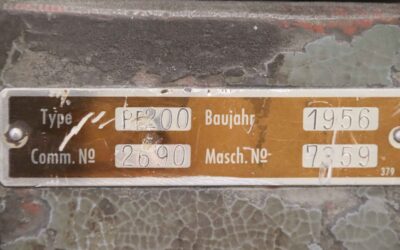 Type PE200 Baujahr 1956
Comm. No 2690 Masch. No 7359
379